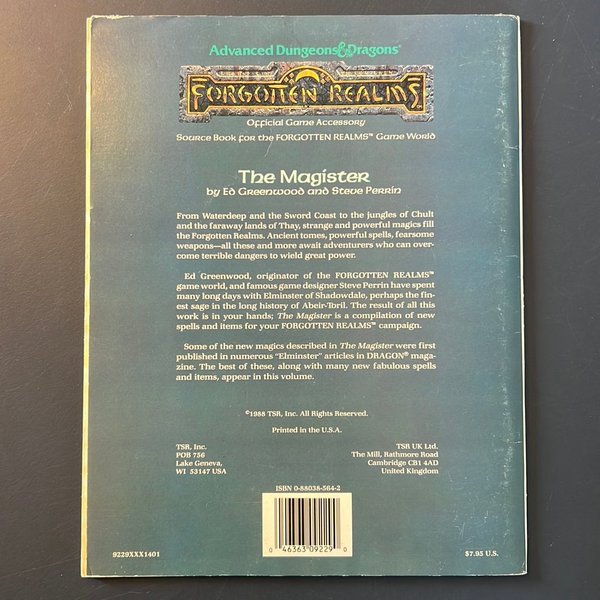 Advanced Dungeons&Dragons®
FORGOTTEN REALMS
Official Game Accessory
Source Book for the FORGOTTEN REALMS™ Game World
The Magister
by Ed Greenwood and Steve Perrin
From Waterdeep and the Sword Coast to the jungles of Chult
and the faraway lands of Thay, strange and powerful magics fill
the Forgotten Realms. Ancient tomes, powerful spells, fearsome
weapons—all these and more await adventurers who can over-
come terrible dangers to wield great power.
Ed Greenwood, originator of the FORGOTTEN REALMS™
game world, and famous game designer Steve Perrin have spent
many long days with Elminster of Shadowdale, perhaps the fin-
est sage in the long history of Abeir-Toril. The result of all this
work is in your hands; The Magister is a compilation of new
spells and items for your FORGOTTEN REALMS™ campaign.
Some of the new magics described in The Magister were first
published in numerous "Elminster" articles in DRAGON® maga-
zine. The best of these, along with many new fabulous spells
and items, appear in this volume.
©1988 TSR, Inc. All Rights Reserved.
Printed in the U.S.A.
TSR, Inc.
POB 756
Lake Geneva,
WI 53147 USA
TSR UK Ltd.
The Mill, Rathmore Road
Cambridge CB1 4AD
United Kingdom
ISBN 0-88038-564-2
0 46363 09229 0
9229XXX1401
$7.95 U.S.